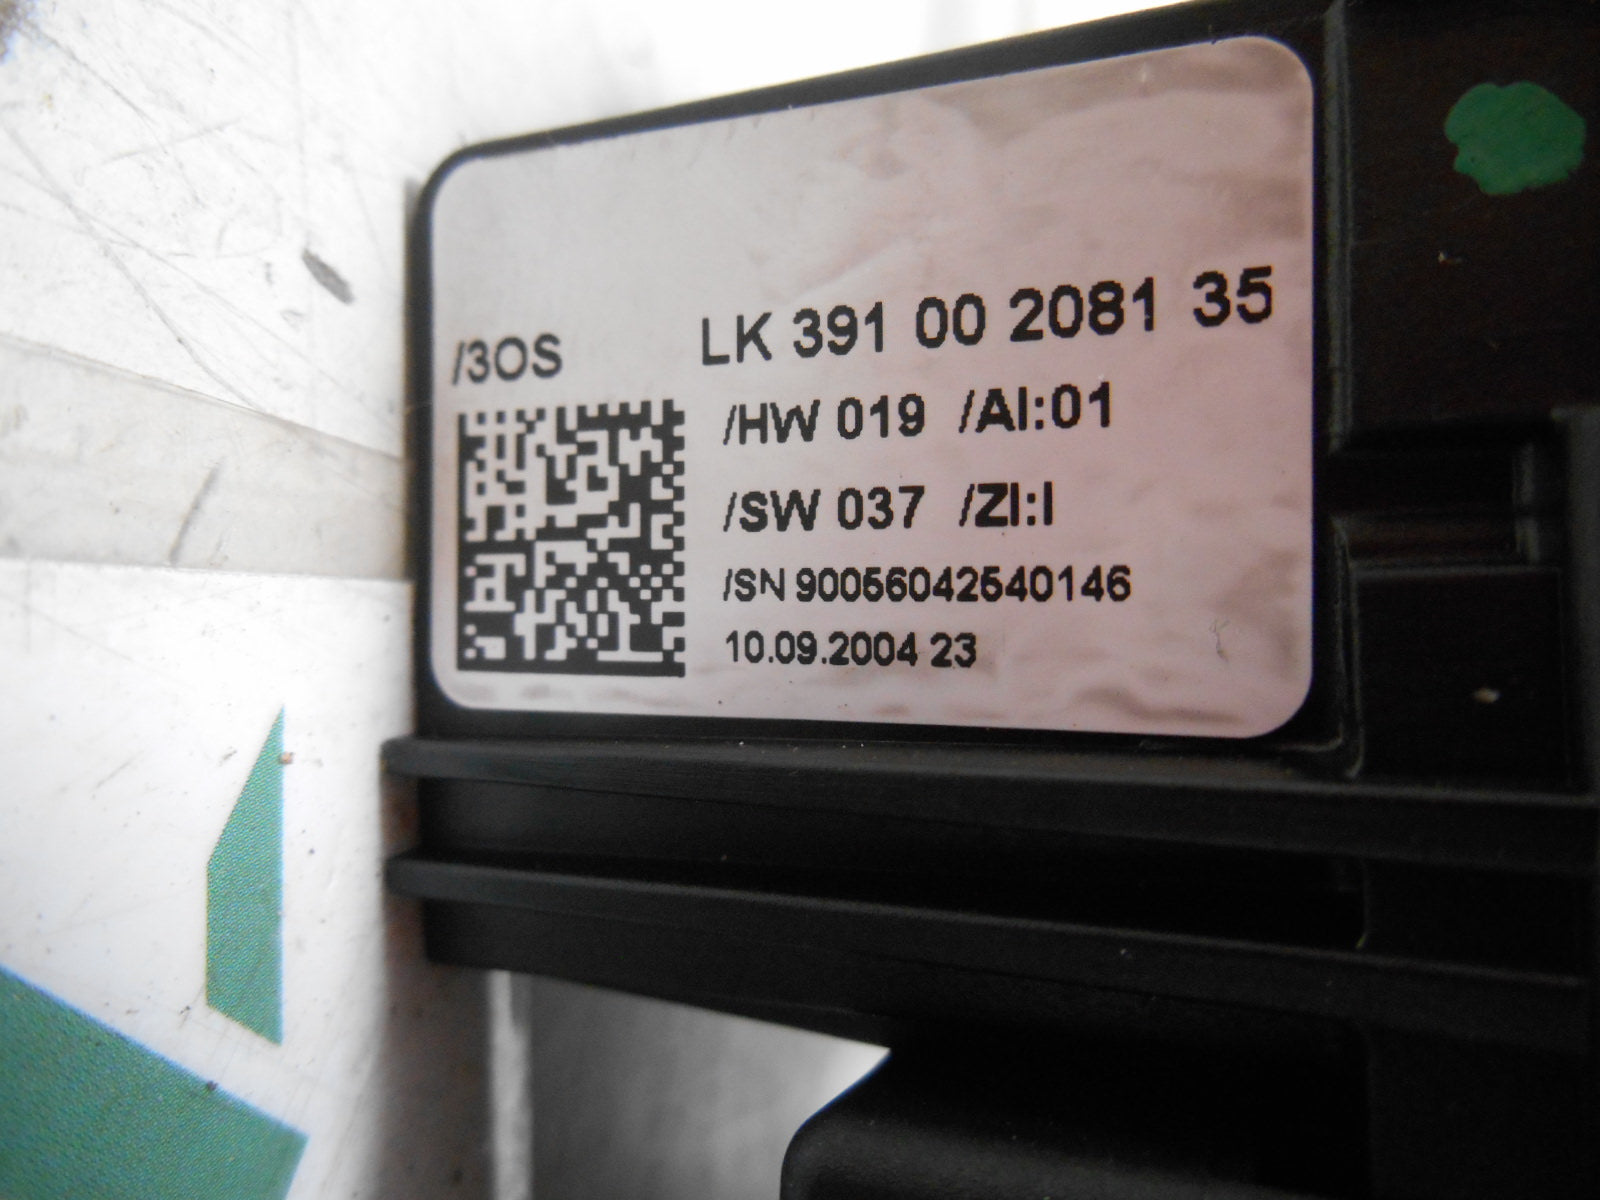 /3OS LK 391 00 2081 35
/HW 019 /AI:01
/SW 037 /ZI:I
/SN 90056042540146
10.09.2004 23